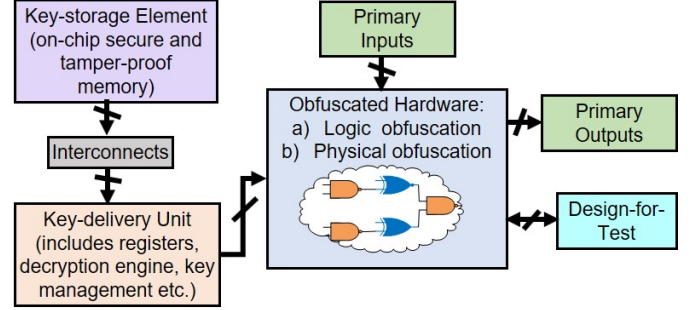 Key-storage Element
(on-chip secure and
tamper-proof
memory)
Interconnects
Key-delivery Unit
(includes registers,
decryption engine, key
management etc.)
Primary
Inputs
Obfuscated Hardware:
a) Logic obfuscation
b) Physical obfuscation
Primary
Outputs
Design-for-
Test